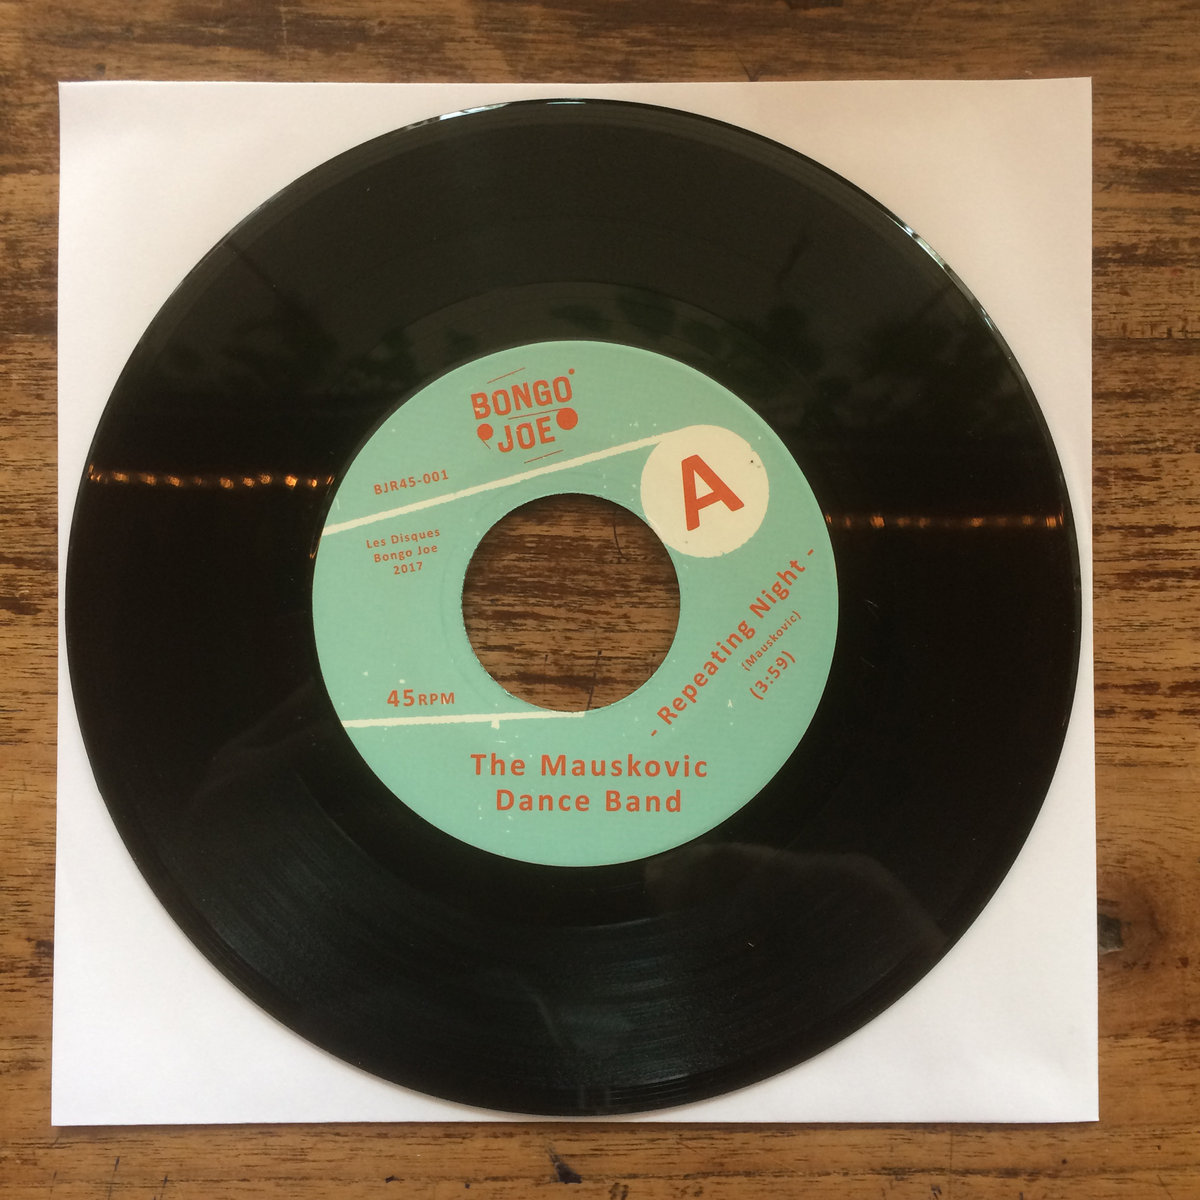 BONGO
JOE
BJR45-001
Les Disques
Bongo Joe
2017
A
- Repeating Night -
(Mauskovic)
(3:59)
45RPM
The Mauskovic
Dance Band